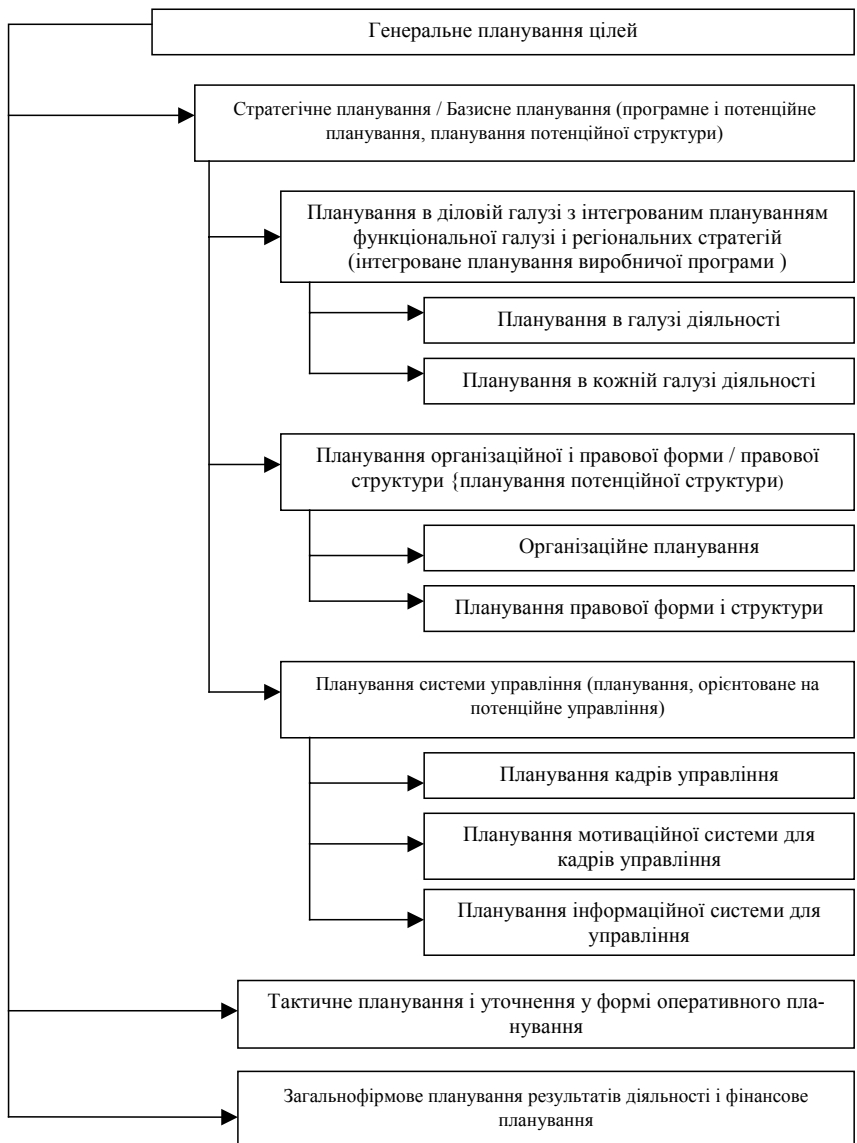 Генеральне планування цілей
Стратегічне планування / Базисне планування (програмне і потенційне
планування, планування потенційної структури)
Планування в діловій галузі з інтегрованим плануванням
функціональної галузі і регіональних стратегій
(інтегроване планування виробничої програми )
Планування в галузі діяльності
Планування в кожній галузі діяльності
Планування організаційної і правової форми / правової
структури {планування потенційної структури)
Організаційне планування
Планування правової форми і структури
Планування системи управління (планування, орієнтоване на
потенційне управління)
Планування кадрів управління
Планування мотиваційної системи для
кадрів управління
Планування інформаційної системи для
управління
Тактичне планування і уточнення у формі оперативного пла-
нування
Загальнофірмове планування результатів діяльності і фінансове
планування